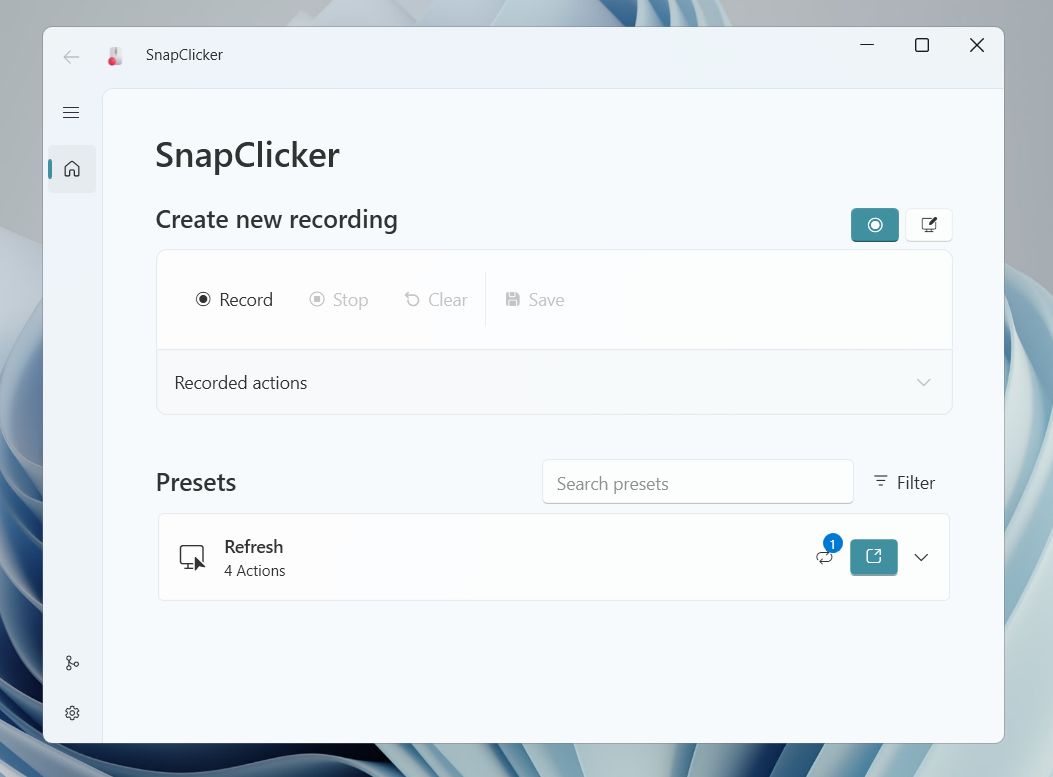 SnapClicker
SnapClicker
Create new recording
Record Stop Clear Save
Recorded actions
Presets Search presets Filter
Refresh 1
4 Actions